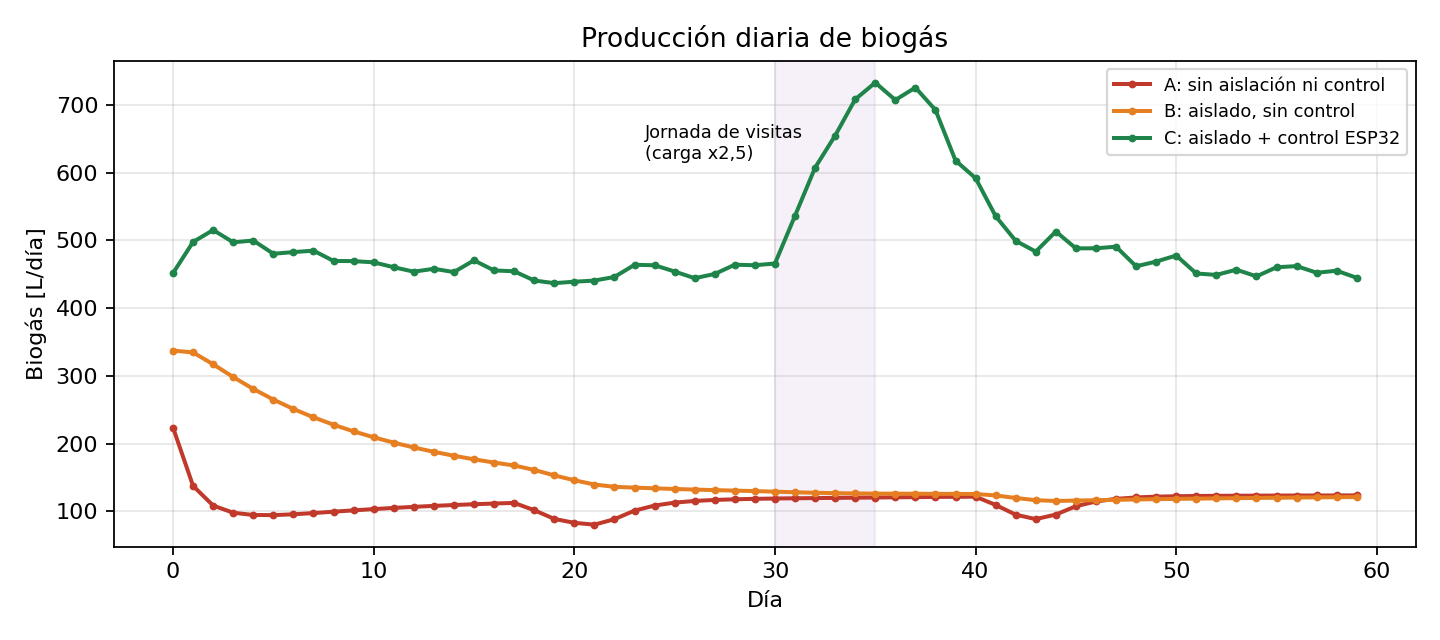 Producción diaria de biogás
Biogás [L/día]
700
600
500
400
300
200
100
Jornada de visitas
(carga x2,5)
A: sin aislación ni control
B: aislado, sin control
C: aislado + control ESP32
0
10
20
30
40
50
60
Día